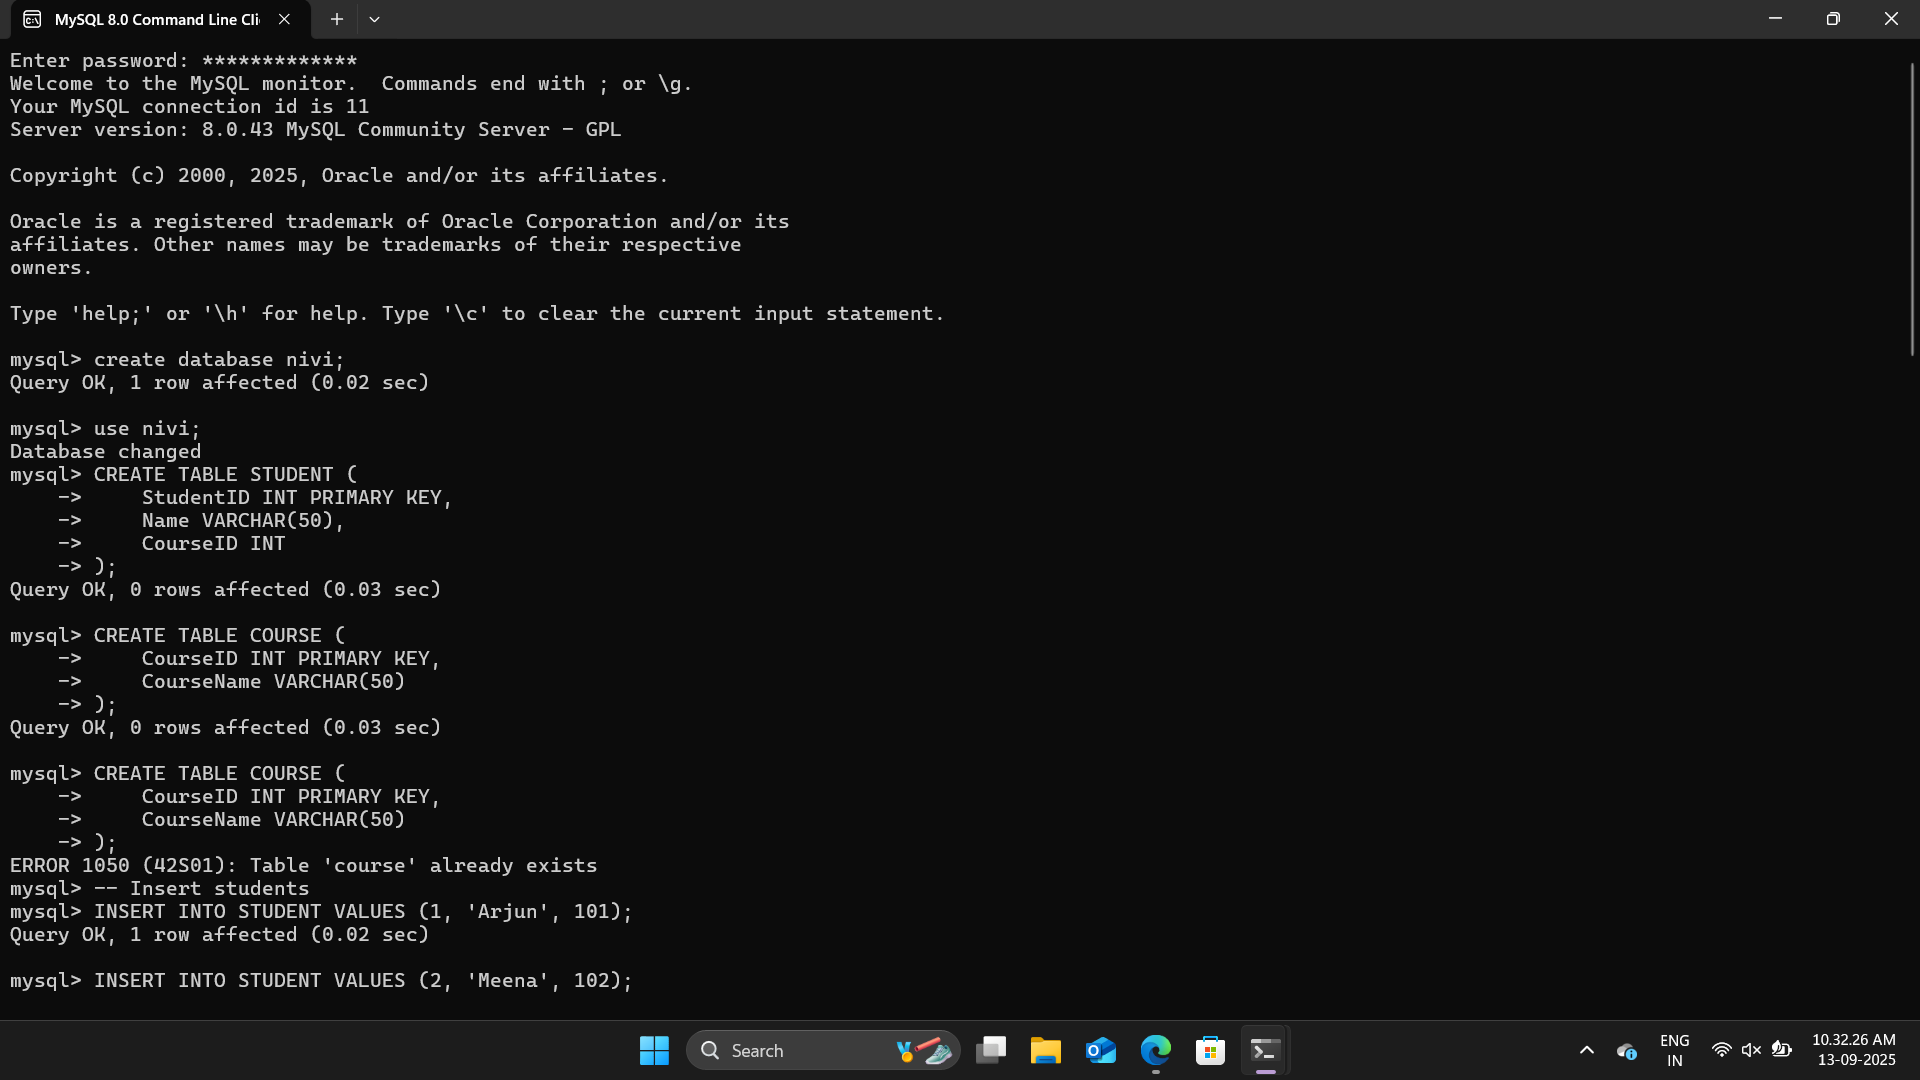 MySQL 8.0 Command Line Cli
Enter password: *************
Welcome to the MySQL monitor.  Commands end with ; or \g.
Your MySQL connection id is 11
Server version: 8.0.43 MySQL Community Server - GPL
Copyright (c) 2000, 2025, Oracle and/or its affiliates.
Oracle is a registered trademark of Oracle Corporation and/or its
affiliates. Other names may be trademarks of their respective
owners.
Type 'help;' or '\h' for help. Type '\c' to clear the current input statement.
mysql> create database nivi;
Query OK, 1 row affected (0.02 sec)
mysql> use nivi;
Database changed
mysql> CREATE TABLE STUDENT (
    ->     StudentID INT PRIMARY KEY,
    ->     Name VARCHAR(50),
    ->     CourseID INT
    -> );
Query OK, 0 rows affected (0.03 sec)
mysql> CREATE TABLE COURSE (
    ->     CourseID INT PRIMARY KEY,
    ->     CourseName VARCHAR(50)
    -> );
Query OK, 0 rows affected (0.03 sec)
mysql> CREATE TABLE COURSE (
    ->     CourseID INT PRIMARY KEY,
    ->     CourseName VARCHAR(50)
    -> );
ERROR 1050 (42S01): Table 'course' already exists
mysql> -- Insert students
mysql> INSERT INTO STUDENT VALUES (1, 'Arjun', 101);
Query OK, 1 row affected (0.02 sec)
mysql> INSERT INTO STUDENT VALUES (2, 'Meena', 102);
Search
ENG
IN
10.32.26 AM
13-09-2025